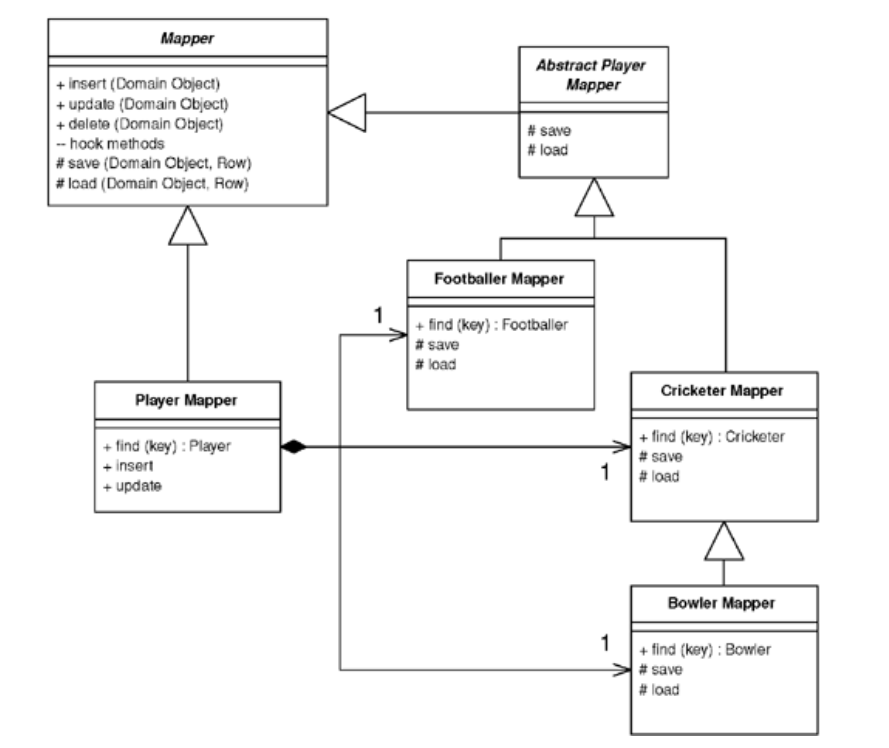 Mapper
+ insert (Domain Object)
+ update (Domain Object)
+ delete (Domain Object)
-- hook methods
# save (Domain Object, Row)
# load (Domain Object, Row)
Abstract Player
Mapper
# save
# load
Footballer Mapper
+ find (key) : Footballer
# save
# load
1
Player Mapper
+ find (key) : Player
+ insert
+ update
Cricketer Mapper
+ find (key) : Cricketer
# save
# load
1
Bowler Mapper
+ find (key) : Bowler
# save
# load
1